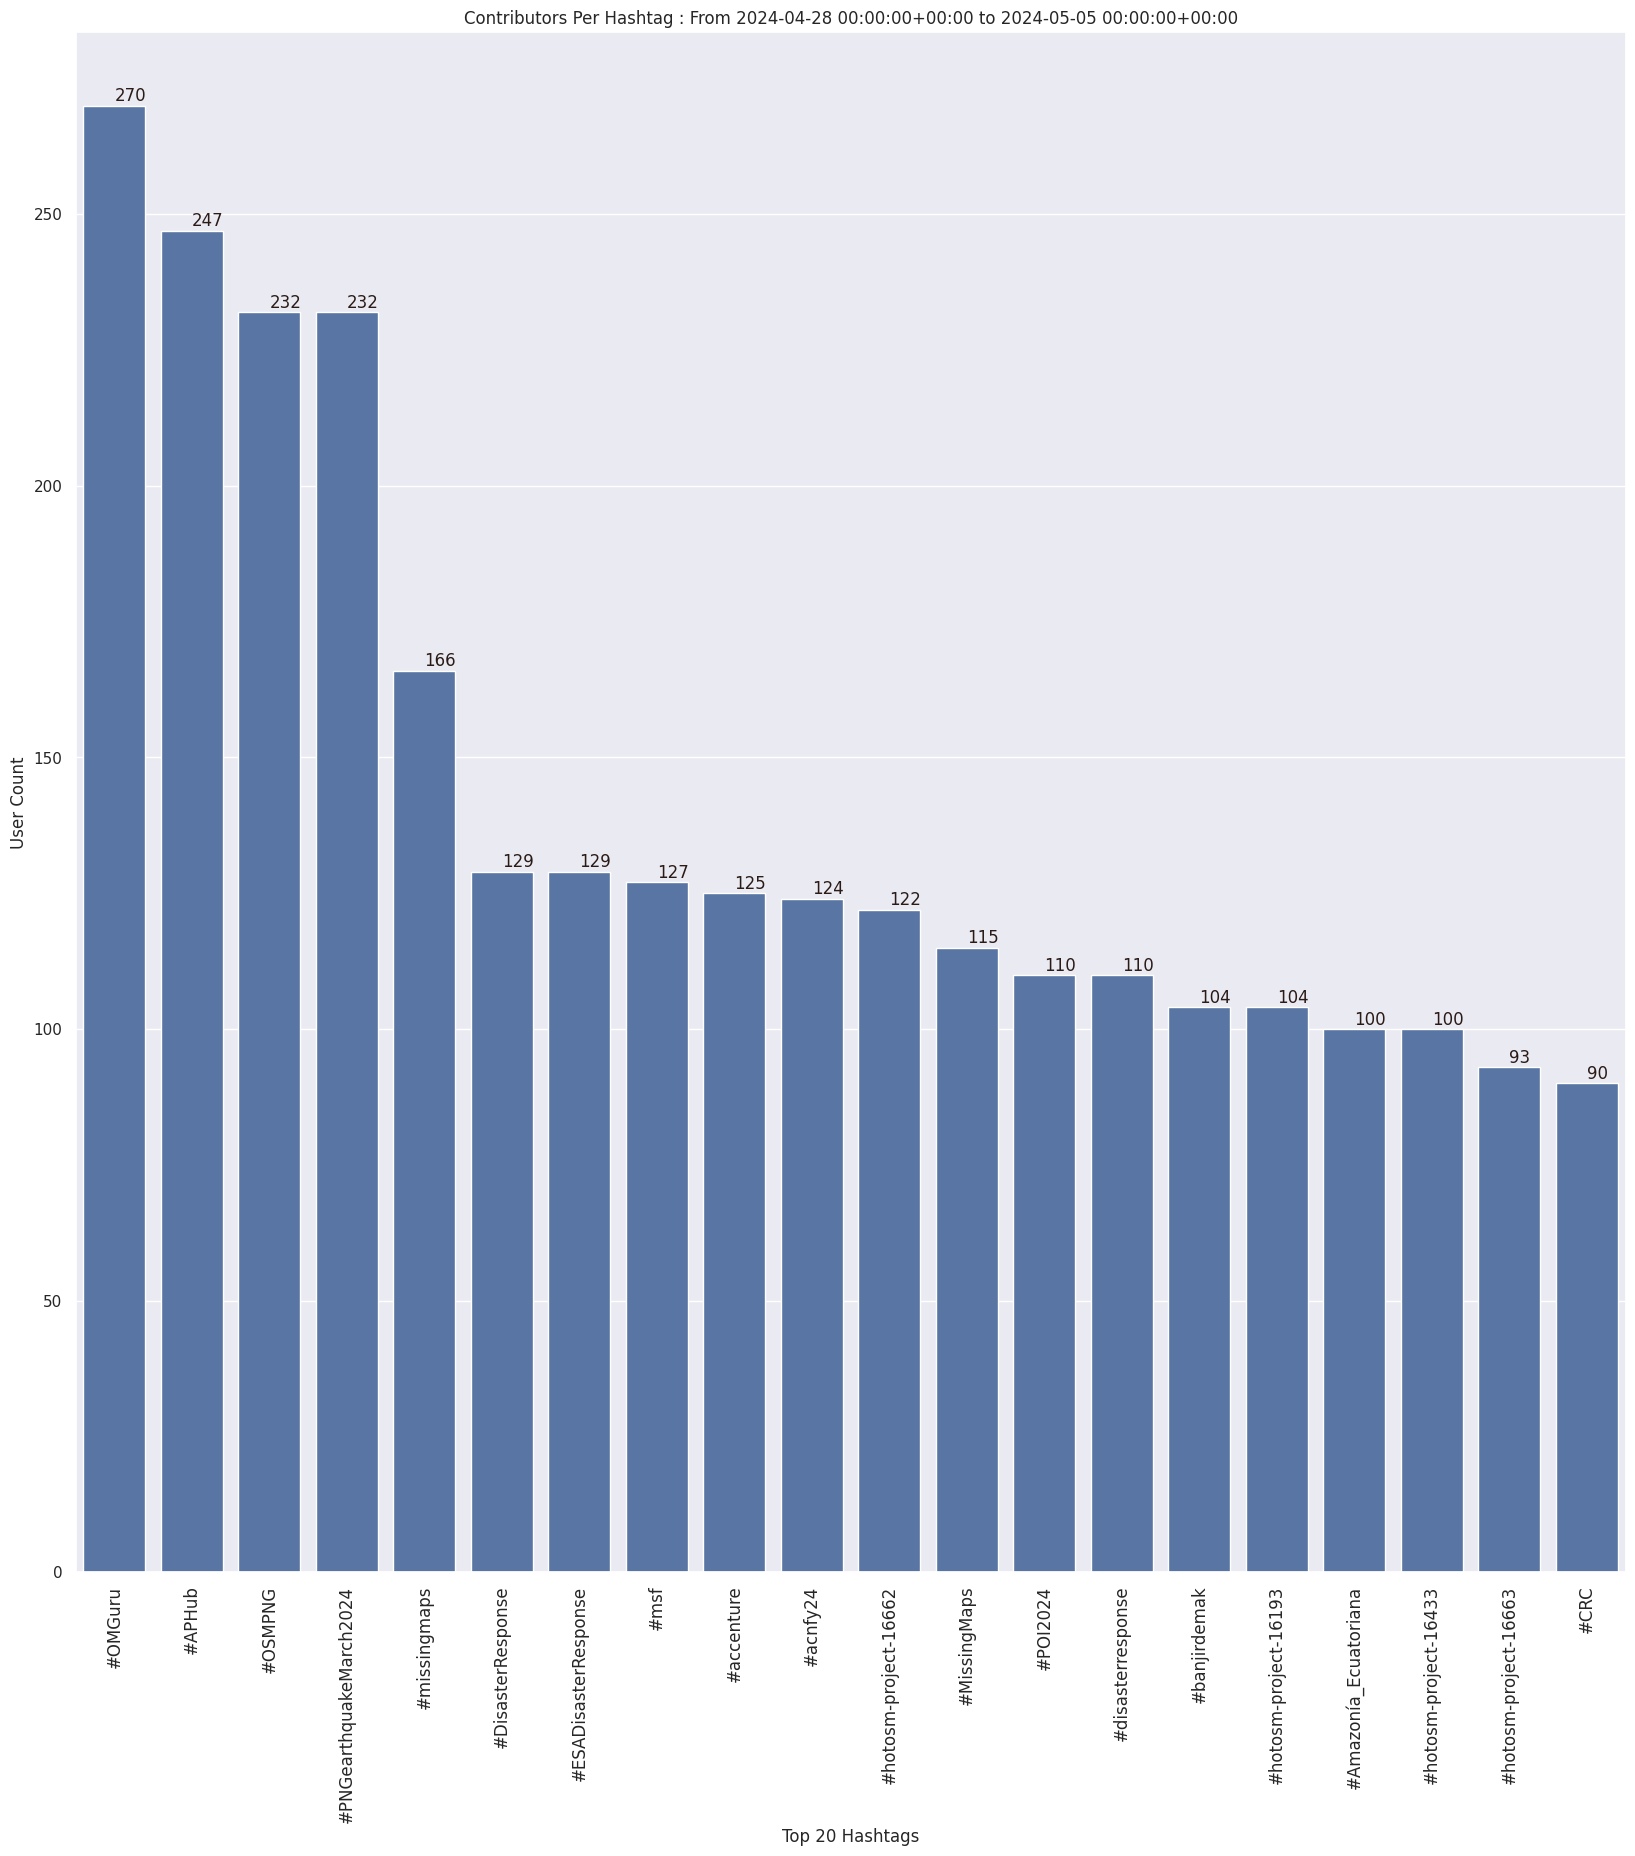 Contributors Per Hashtag : From 2024-04-28 00:00:00+00:00 to 2024-05-05 00:00:00+00:00
User Count
250
200
150
100
50
0
270
247
232
232
166
129
129
127
125
124
122
115
110
110
104
104
100
100
93
90
#OMGuru
#APHub
#OSMPNG
#PNGearthquakeMarch2024
#missingmaps
#DisasterResponse
#ESADisasterResponse
#msf
#accenture
#acnfy24
#hotosm-project-16662
#MissingMaps
#POI2024
#disasterresponse
#banjirdemak
#hotosm-project-16193
#Amazonía_Ecuatoriana
#hotosm-project-16433
#hotosm-project-16663
#CRC
Top 20 Hashtags